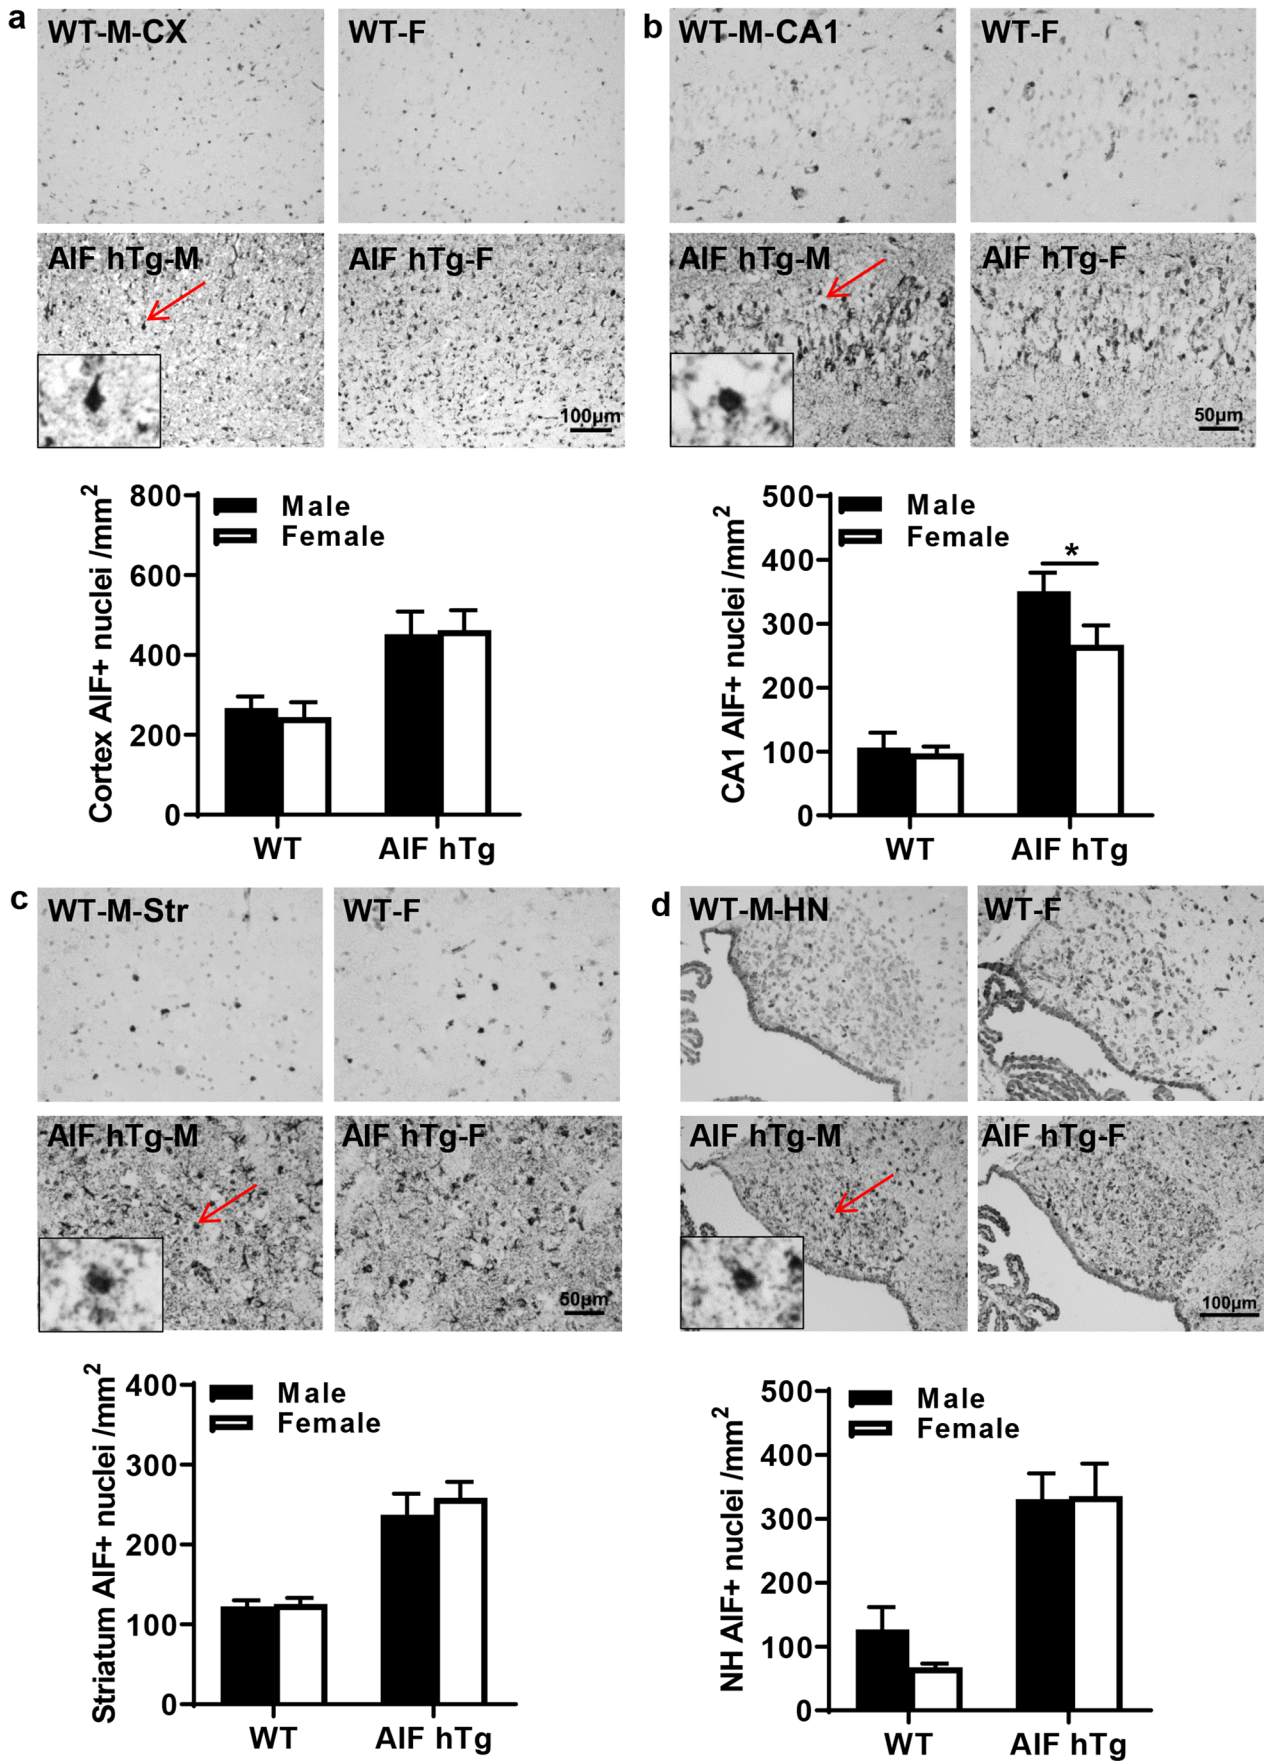 a
WT-M-CX
WT-F
AIF hTg-M
AIF hTg-F
100μm
Cortex AIF+ nuclei /mm2
800
600
400
200
0
Male
Female
WT
AIF hTg
b
WT-M-CA1
WT-F
AIF hTg-M
AIF hTg-F
50μm
CA1 AIF+ nuclei /mm2
500
400
300
200
100
0
Male
Female
*
WT
AIF hTg
c
WT-M-Str
WT-F
AIF hTg-M
AIF hTg-F
50μm
Striatum AIF+ nuclei /mm2
400
300
200
100
0
Male
Female
WT
AIF hTg
d
WT-M-HN
WT-F
AIF hTg-M
AIF hTg-F
100μm
NH AIF+ nuclei /mm2
500
400
300
200
100
0
Male
Female
WT
AIF hTg